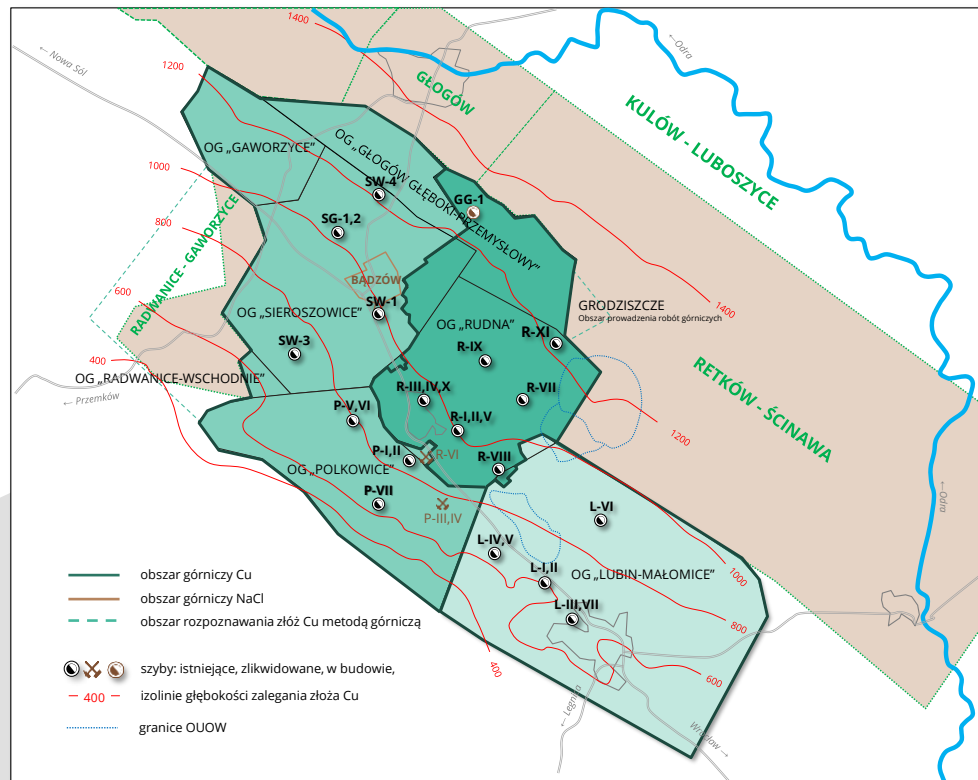 1400
← Odra
← Nowa Sól
1200
GŁOGÓW
KULÓW - LUBOSZYCE
OG „GAWORZYCE”
OG „GŁOGÓW GŁĘBOKI-PRZEMYSŁOWY”
1000
SW-4
GG-1
800
SG-1,2
RADWANICE - GAWORZYCE
BĄDZÓW
600
SW-1
OG „SIEROSZOWICE”
1400
GRODZISZCZE
Obszar prowadzenia robót górniczych
OG „RUDNA”
R-XI
400
SW-3
R-IX
OG „RADWANICE-WSCHODNIE”
← Przemków
R-III,IV,X
R-VII
RETKÓW - ŚCINAWA
P-V,VI
R-I,II,V
1200
P-I,II
R-VI
R-VIII
OG „POLKOWICE”
P-VII
P-III,IV
L-VI
← Odra
L-IV,V
1000
L-I,II
OG „LUBIN-MAŁOMICE”
L-III,VII
800
400
600
← Legnica
Wrocław →
obszar górniczy Cu
obszar górniczy NaCl
obszar rozpoznawania złóż Cu metodą górniczą
szyby: istniejące, zlikwidowane, w budowie,
400 izolinie głębokości zalegania złoża Cu
granice OUOW